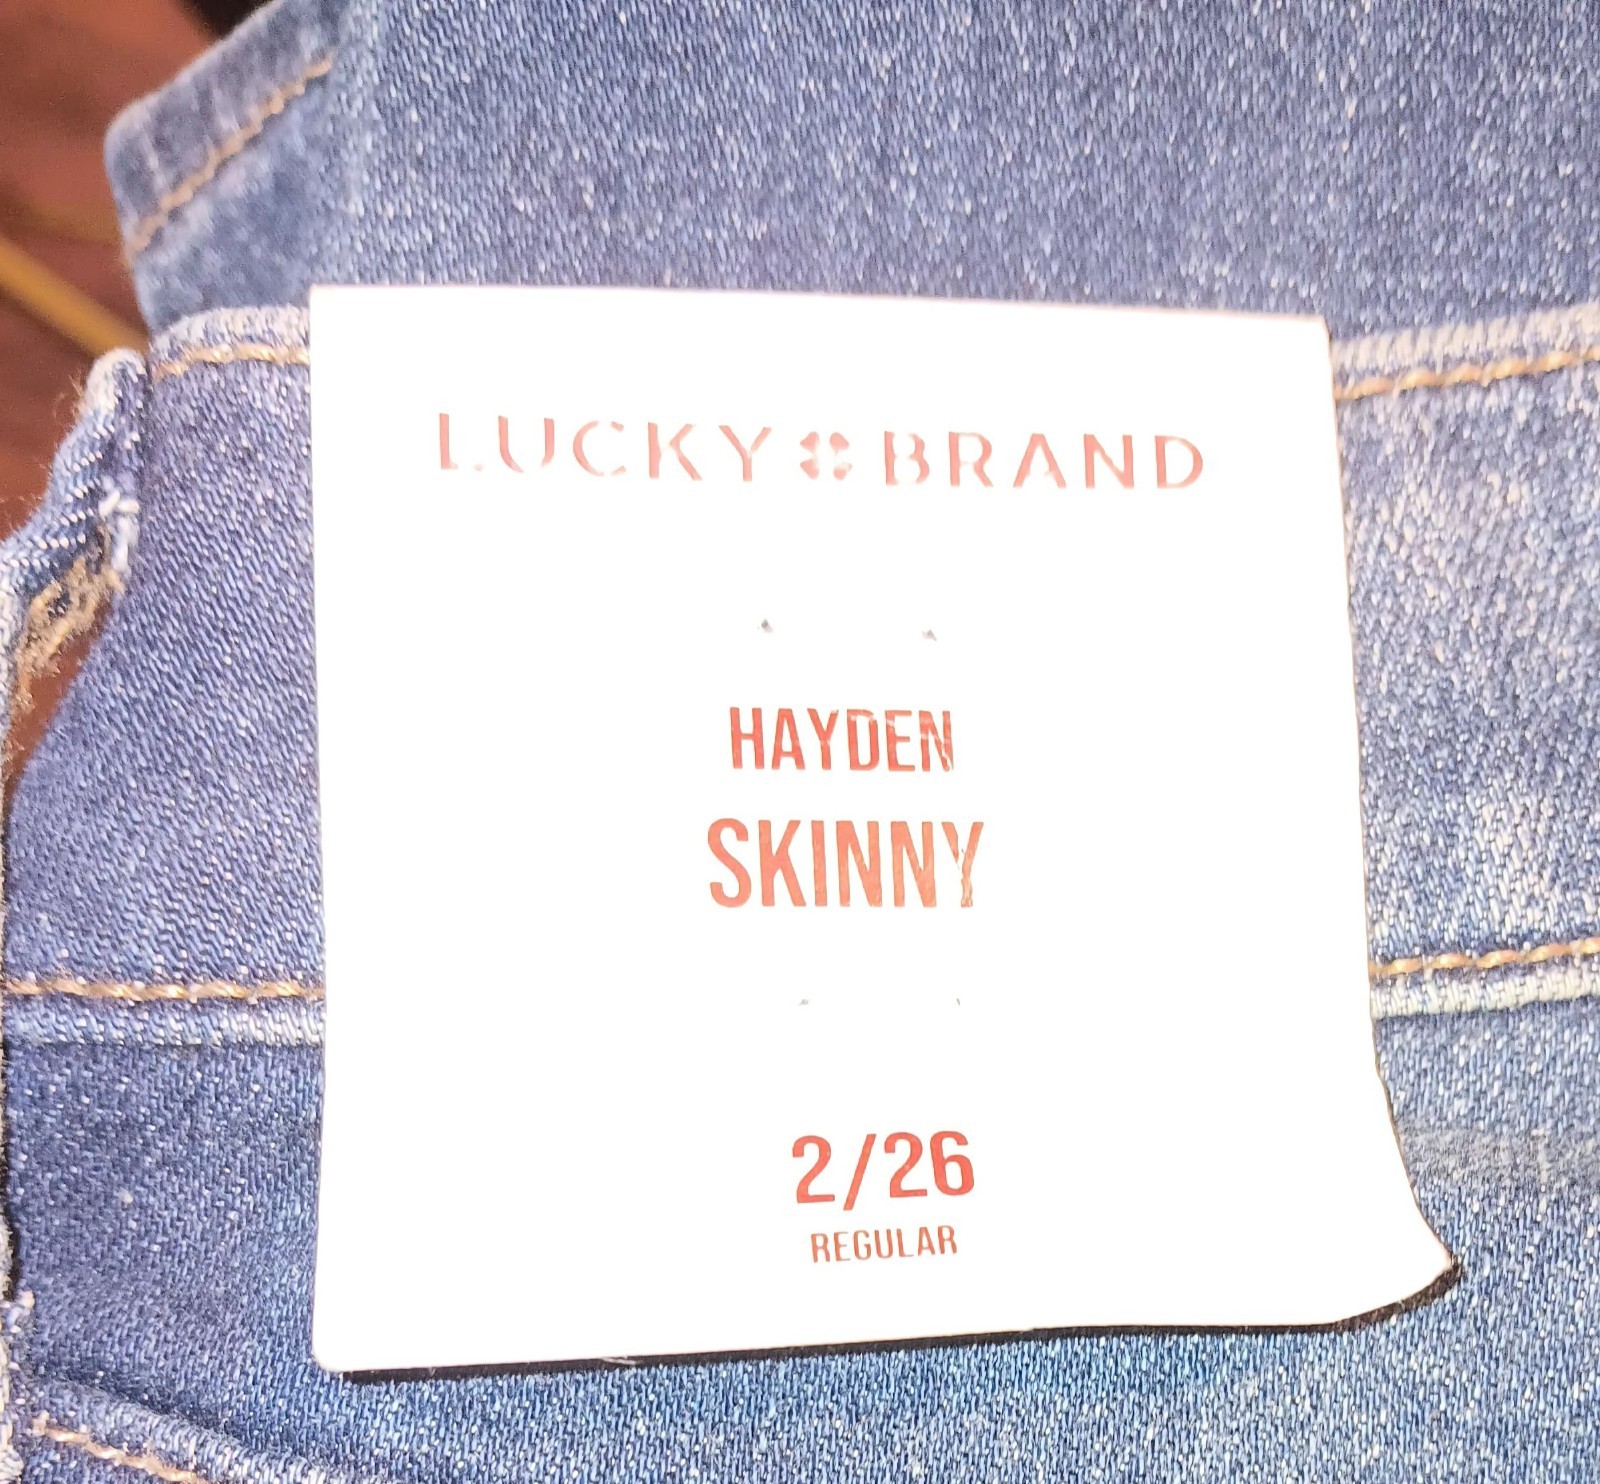 LUCKY BRAND
HAYDEN
SKINNY
2/26
REGULAR